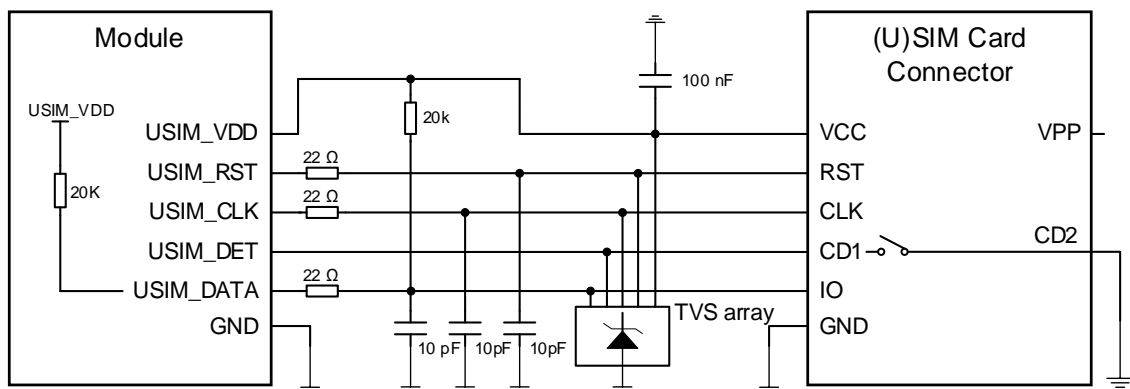 Module
(U)SIM Card
Connector
100 nF
USIM_VDD
20k
USIM_VDD
VCC
VPP
22 Ω
USIM_RST
RST
20K
22 Ω
USIM_CLK
CLK
USIM_DET
CD1
CD2
22 Ω
USIM_DATA
IO
GND
10 pF
10pF
10pF
TVS array
GND